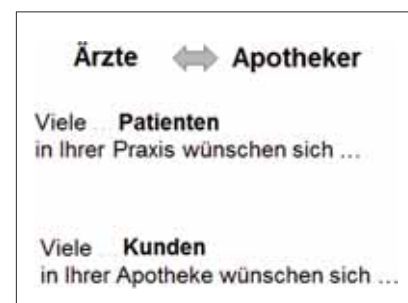 Ärzte Apotheker
Viele ... Patienten
in Ihrer Praxis wünschen sich ...
Viele ... Kunden
in Ihrer Apotheke wünschen sich ...